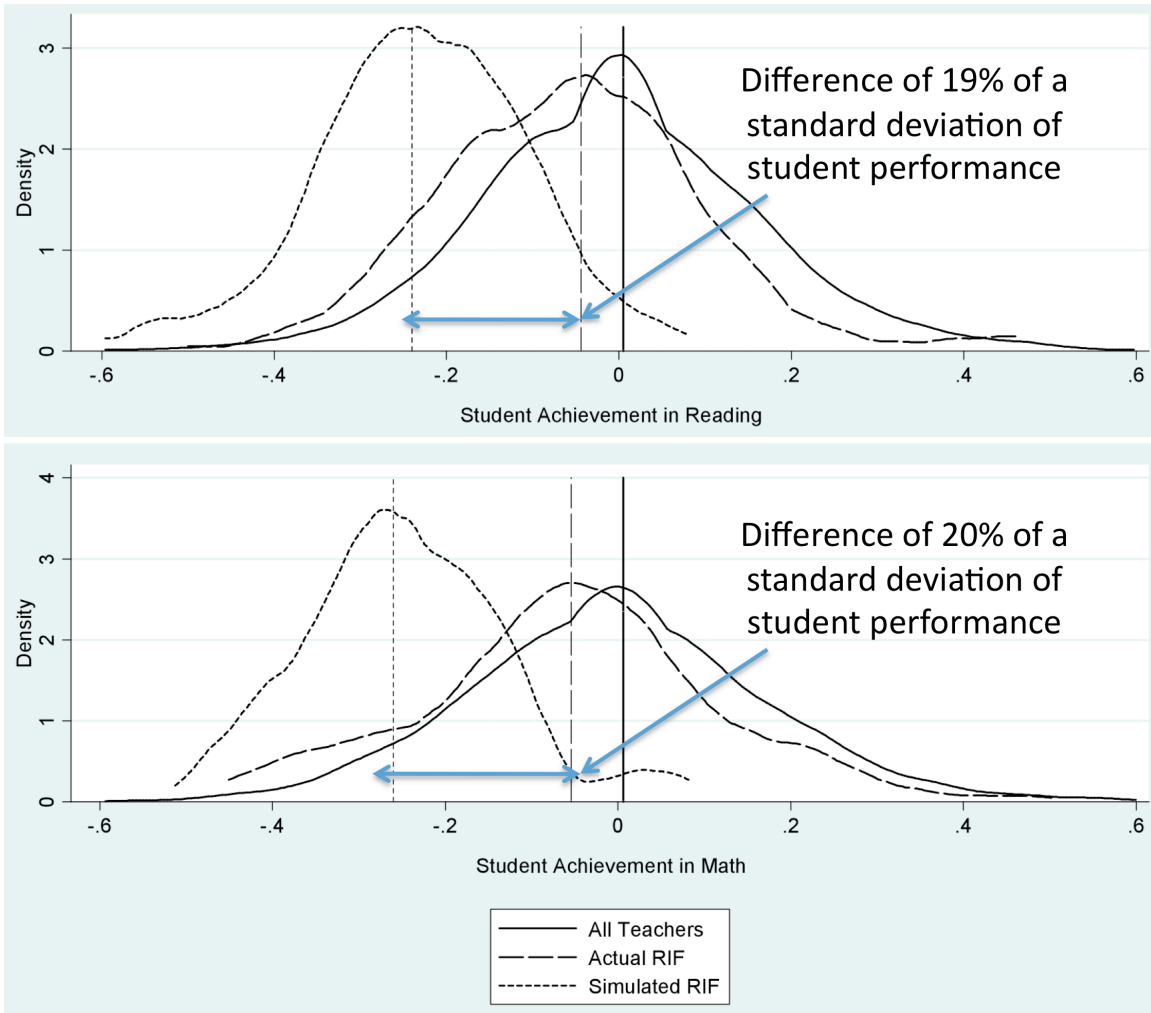 Difference of 19% of a
standard deviation of
student performance
Density
3
2
1
0
-.6 -.4 -.2 0 .2 .4 .6
Student Achievement in Reading
Difference of 20% of a
standard deviation of
student performance
Density
4
3
2
1
0
-.6 -.4 -.2 0 .2 .4 .6
Student Achievement in Math
All Teachers
Actual RIF
Simulated RIF